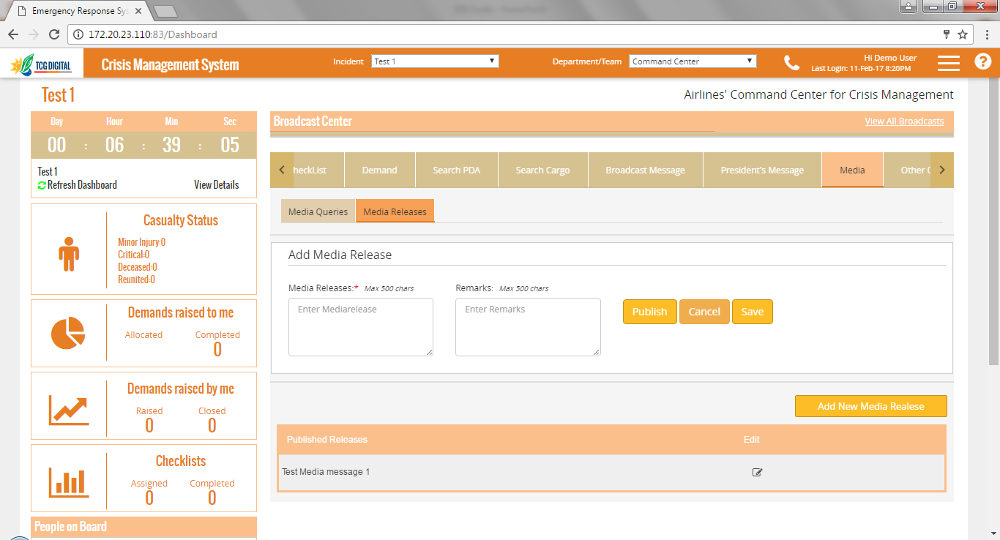 Emergency Response Sys
172.20.23.110:83/Dashboard
TCG DIGITAL
Crisis Management System
Incident
Test 1
Department/Team
Command Center
Hi Demo User
Last Login: 11-Feb-17 8:20PM
Test 1
Airlines' Command Center for Crisis Management
Day Hour Min Sec
00 : 06 : 39 : 05
Test 1
Refresh Dashboard View Details
Casualty Status
Minor Injury:0
Critical:0
Deceased:0
Reunited:0
Demands raised to me
Allocated Completed
0
Demands raised by me
Raised Closed
0 0
Checklists
Assigned Completed
0 0
People on Board
Broadcast Center View All Broadcasts
heckList Demand Search PDA Search Cargo Broadcast Message President's Message Media Other C
Media Queries Media Releases
Add Media Release
Media Releases:* Max 500 chars Remarks: Max 500 chars
Enter Mediarelease Enter Remarks Publish Cancel Save
Add New Media Realese
Published Releases Edit
Test Media message 1